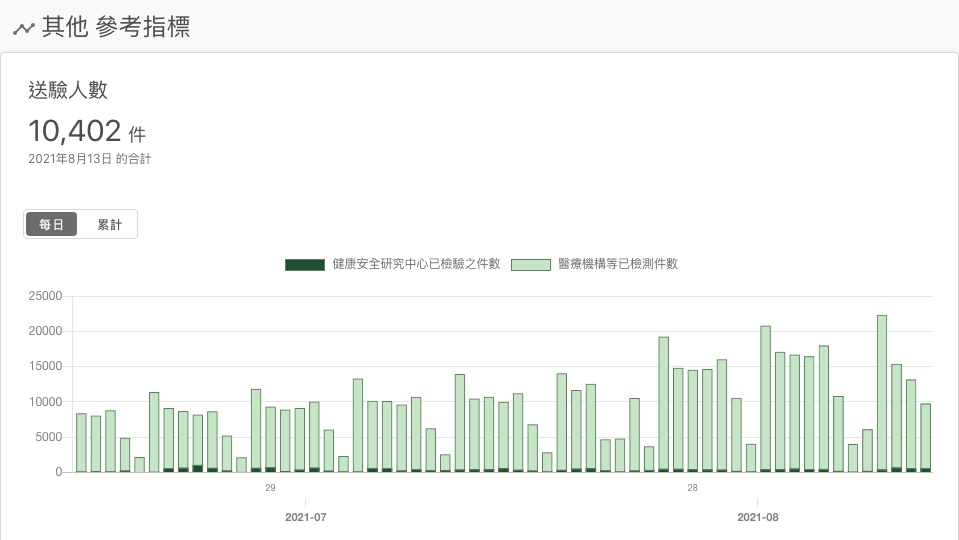 其他 參考指標
送驗人數
10,402 件
2021年8月13日 的合計
每日 累計
健康安全研究中心已檢驗之件數 醫療機構等已檢測件數
25000
20000
15000
10000
5000
0
29 28
2021-07 2021-08